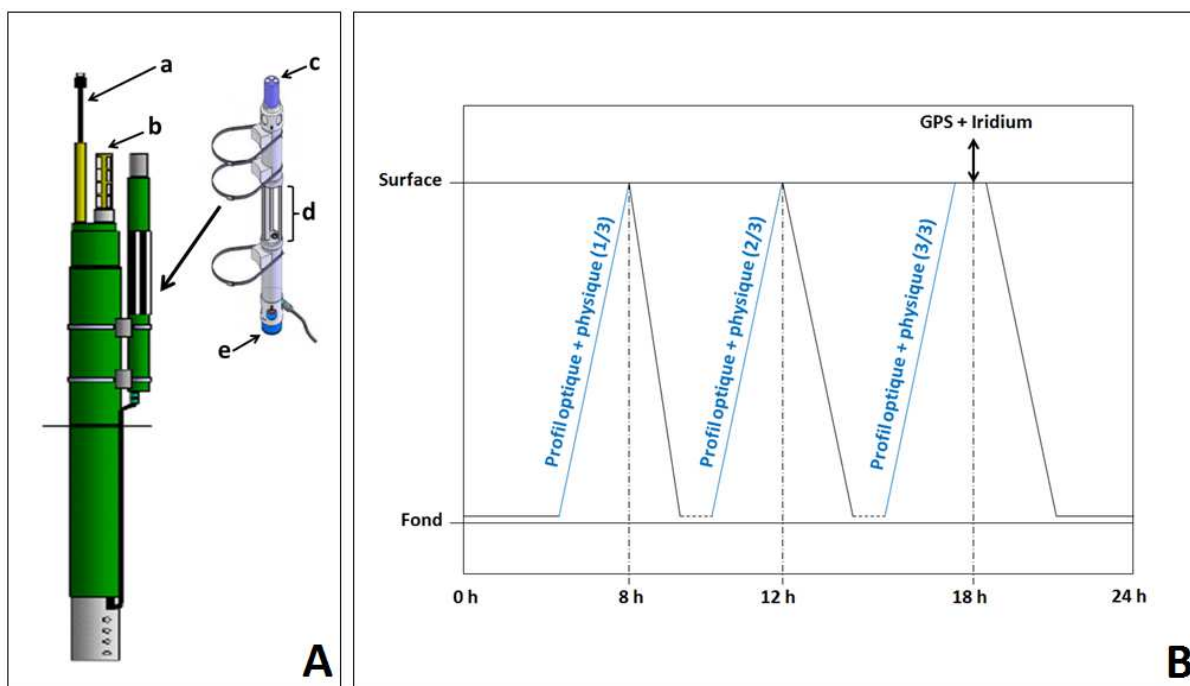 a
b
c
d
e
A
GPS + Iridium
Surface
Profil optique + physique (1/3)
Profil optique + physique (2/3)
Profil optique + physique (3/3)
Fond
0 h
8 h
12 h
18 h
24 h
B